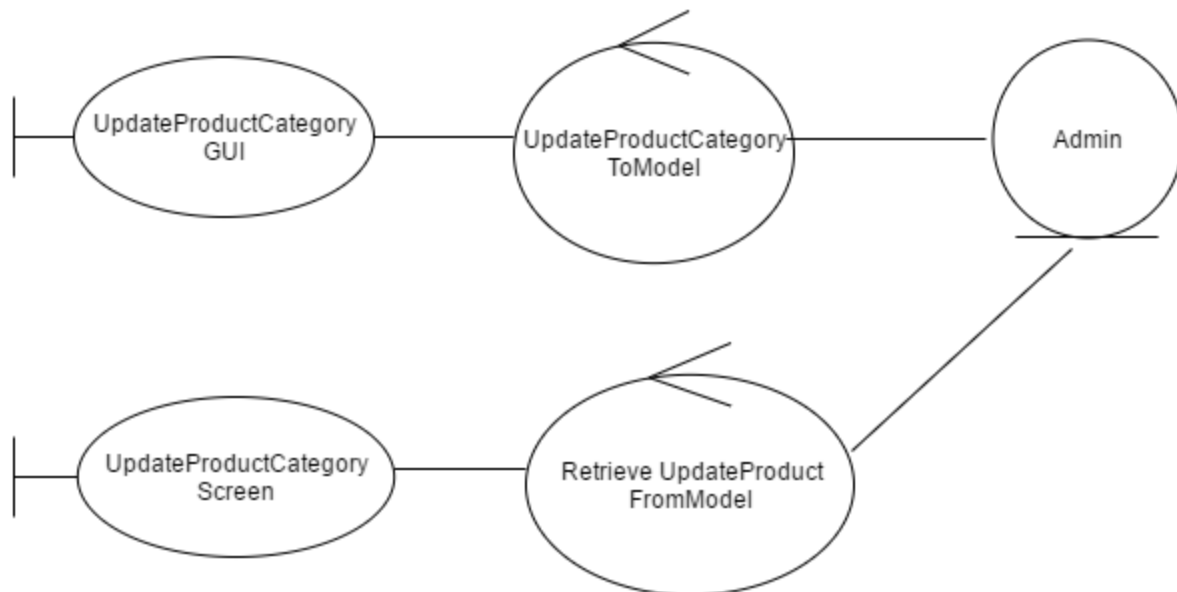 UpdateProductCategory
GUI
UpdateProductCategory
ToModel
Admin
UpdateProductCategory
Screen
Retrieve UpdateProduct
FromModel